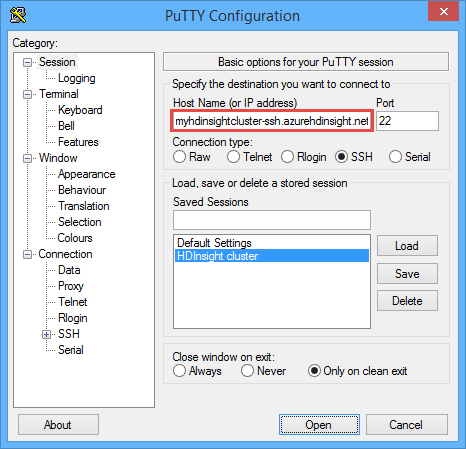 PuTTY Configuration
Category:
Session
Logging
Terminal
Keyboard
Bell
Features
Window
Appearance
Behaviour
Translation
Selection
Colours
Connection
Data
Proxy
Telnet
Rlogin
SSH
Serial
Basic options for your PuTTY session
Specify the destination you want to connect to
Host Name (or IP address) Port
myhdinsightcluster-ssh.azurehdinsight.net 22
Connection type:
Raw Telnet Rlogin SSH Serial
Load, save or delete a stored session
Saved Sessions
Default Settings
HDInsight cluster
Load
Save
Delete
Close window on exit:
Always Never Only on clean exit
About Open Cancel